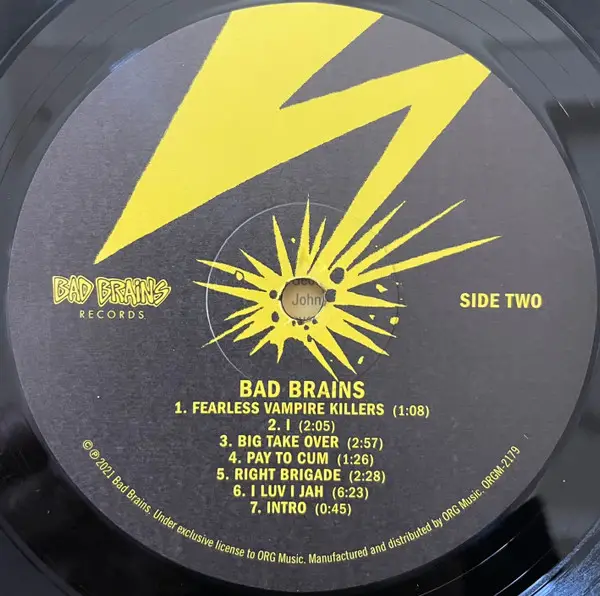 BAD BRAINS
RECORDS
SIDE TWO
John
BAD BRAINS
1. FEARLESS VAMPIRE KILLERS (1:08)
2. I (2:05)
3. BIG TAKE OVER (2:57)
4. PAY TO CUM (1:26)
5. RIGHT BRIGADE (2:28)
6. I LUV I JAH (6:23)
7. INTRO (0:45)
© ℗ 2021 Bad Brains. Under exclusive license to ORG Music. Manufactured and distributed by ORG Music. ORGM-2179